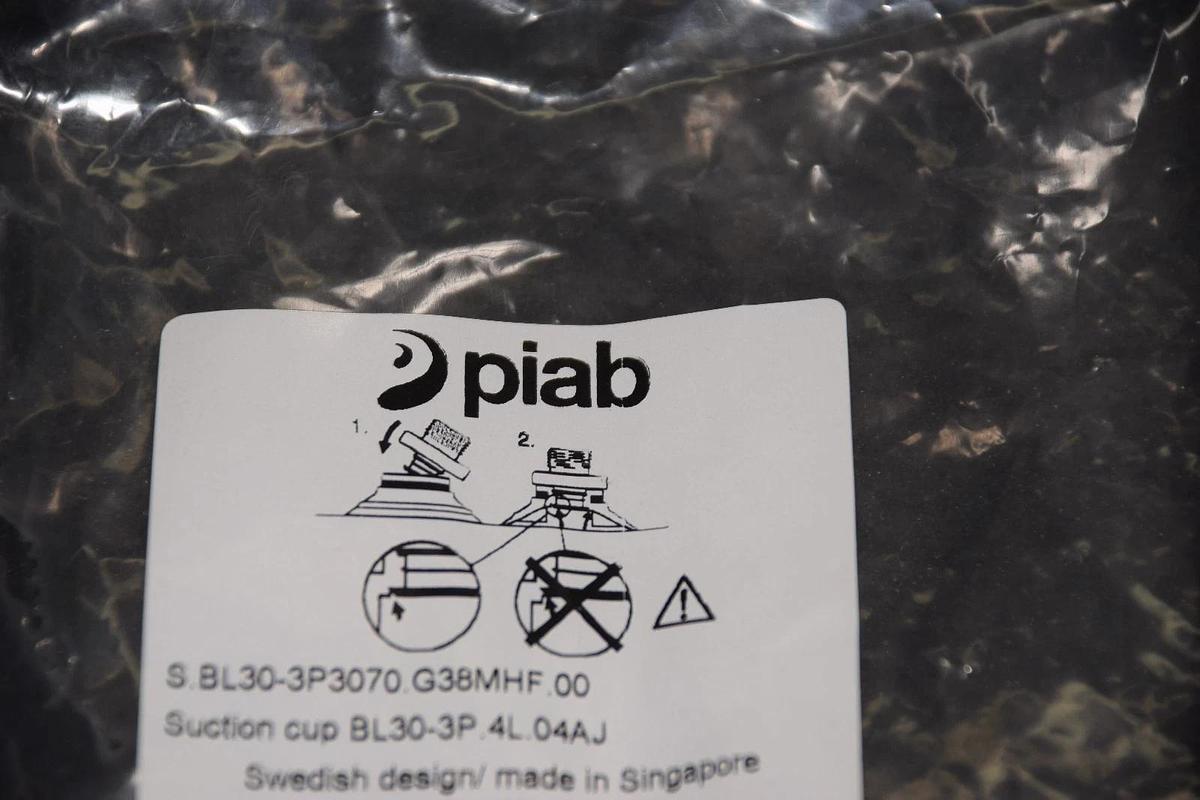 piab
1.
2.
S.BL30-3P3070.G38MHF.00
Suction cup BL30-3P.4L.04AJ
Swedish design/ made in Singapore